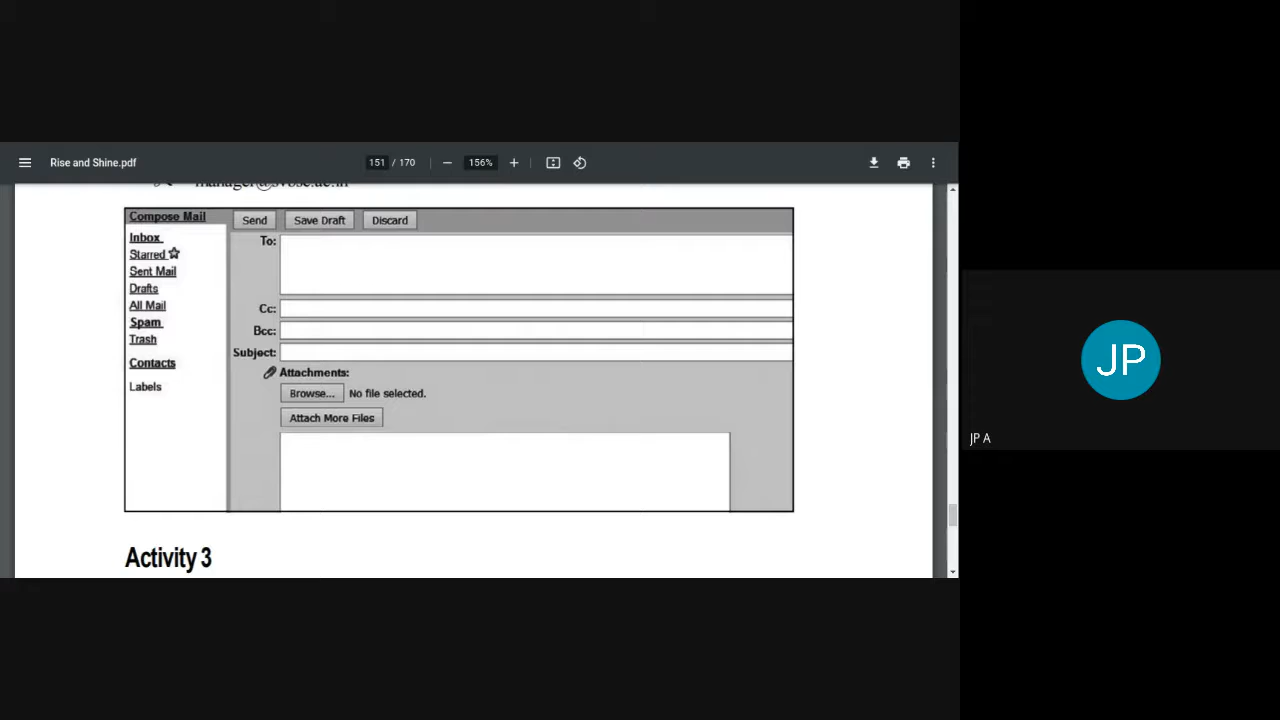 Rise and Shine.pdf
151 / 170
156%
Compose Mail
Send
Save Draft
Discard
Inbox
Starred
Sent Mail
Drafts
All Mail
Spam
Trash
Contacts
Labels
To:
Cc:
Bcc:
Subject:
Attachments:
Browse... No file selected.
Attach More Files
Activity 3
JP
JP A